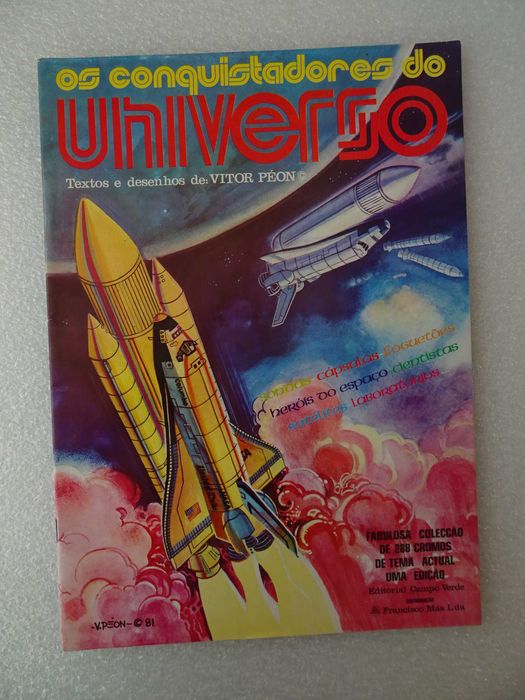 os conquistadores do
universo
Textos e desenhos de: VITOR PÉON ©
sondas cápsulas foguetões
heróis do espaço cientistas
satélites laboratórios
FABULOSA COLECÇÃO
DE 288 CROMOS
DE TEMA ACTUAL
UMA EDIÇÃO
Editorial Campo Verde
Francisco Más L.da
-V.PÉON-© 81